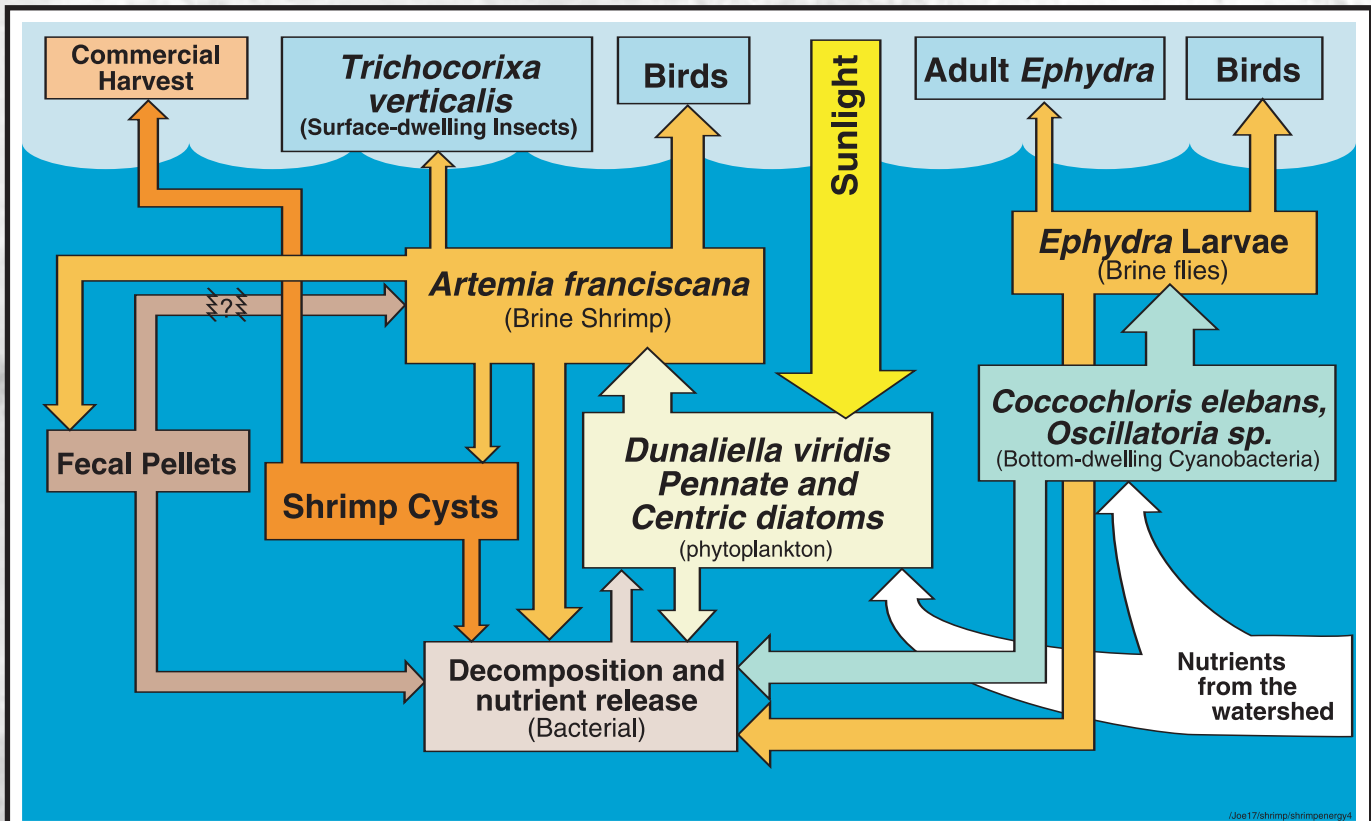 Commercial
Harvest
Trichocorixa
verticalis
(Surface-dwelling Insects)
Birds
Sunlight
Adult Ephydra
Birds
Ephydra Larvae
(Brine flies)
Artemia franciscana
(Brine Shrimp)
?
Coccochloris elebans,
Oscillatoria sp.
(Bottom-dwelling Cyanobacteria)
Fecal Pellets
Shrimp Cysts
Dunaliella viridis
Pennate and
Centric diatoms
(phytoplankton)
Decomposition and
nutrient release
(Bacterial)
Nutrients
from the
watershed
/Joe17/shrimp/shrimpenergy4